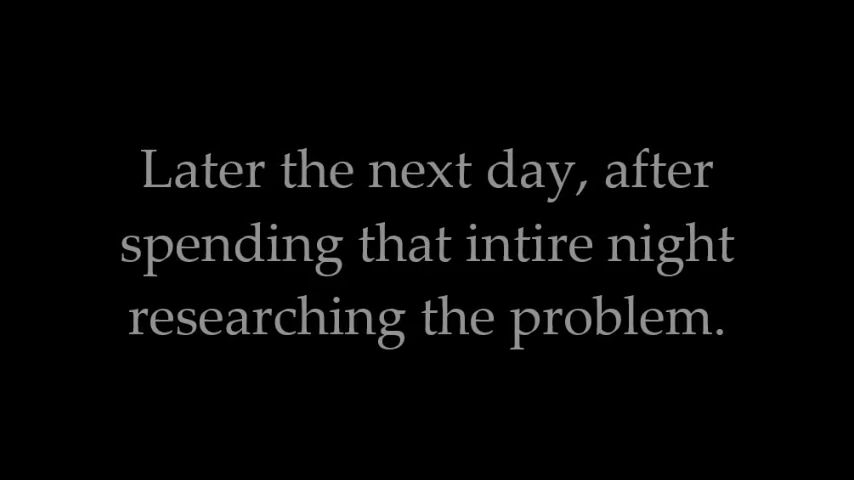 Later the next day, after
spending that intire night
researching the problem.